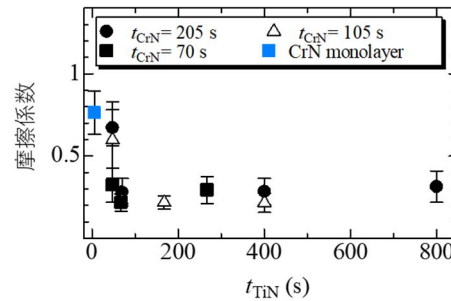 t_CrN = 205 s
t_CrN = 105 s
t_CrN = 70 s
CrN monolayer
摩擦係数
1
0.5
0
200
400
600
800
t_TiN (s)